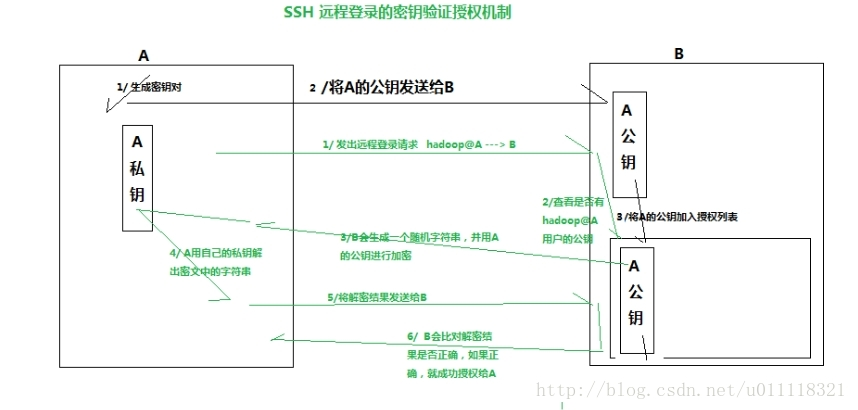 SSH 远程登录的密钥验证授权机制
A
B
1/ 生成密钥对
2 /将A的公钥发送给B
A
公
钥
A
私
钥
1/ 发出远程登录请求 hadoop@A ---> B
2/查看是否有
hadoop@A
用户的公钥
3 /将A的公钥加入授权列表
3/B会生成一个随机字符串，并用A
的公钥进行加密
4/ A用自己的私钥解
出密文中的字符串
A
公
钥
5/将解密结果发送给B
6/ B会比对解密结
果是否正确，如果正
确，就成功授权给A
http://blog.csdn.net/u011118321